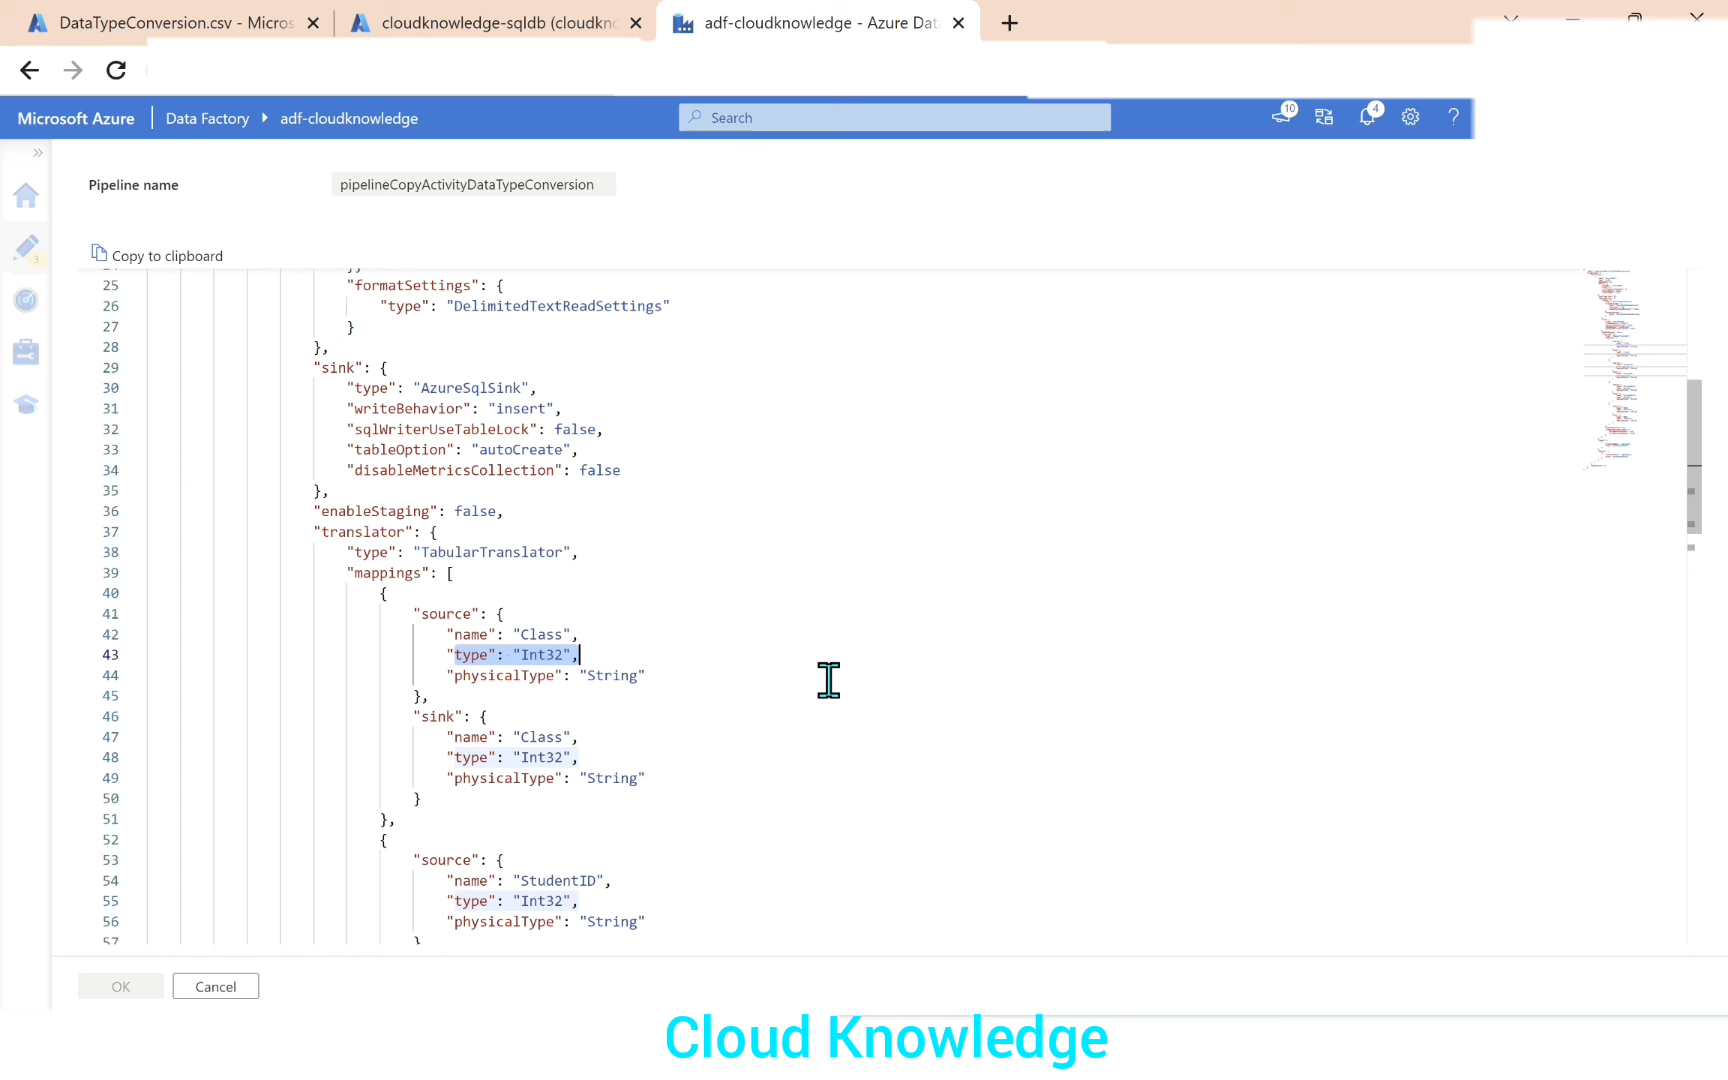 DataTypeConversion.csv - Micros
cloudknowledge-sqldb (cloudkn
adf-cloudknowledge - Azure Dat
Microsoft Azure
Data Factory
adf-cloudknowledge
Search
10
4
?
Pipeline name
pipelineCopyActivityDataTypeConversion
3
Copy to clipboard
25 "formatSettings": {
26 "type": "DelimitedTextReadSettings"
27 }
28 },
29 "sink": {
30 "type": "AzureSqlSink",
31 "writeBehavior": "insert",
32 "sqlWriterUseTableLock": false,
33 "tableOption": "autoCreate",
34 "disableMetricsCollection": false
35 },
36 "enableStaging": false,
37 "translator": {
38 "type": "TabularTranslator",
39 "mappings": [
40 {
41 "source": {
42 "name": "Class",
43 "type": "Int32",
44 "physicalType": "String"
45 },
46 "sink": {
47 "name": "Class",
48 "type": "Int32",
49 "physicalType": "String"
50 }
51 },
52 {
53 "source": {
54 "name": "StudentID",
55 "type": "Int32",
56 "physicalType": "String"
57 }
OK
Cancel
Cloud Knowledge